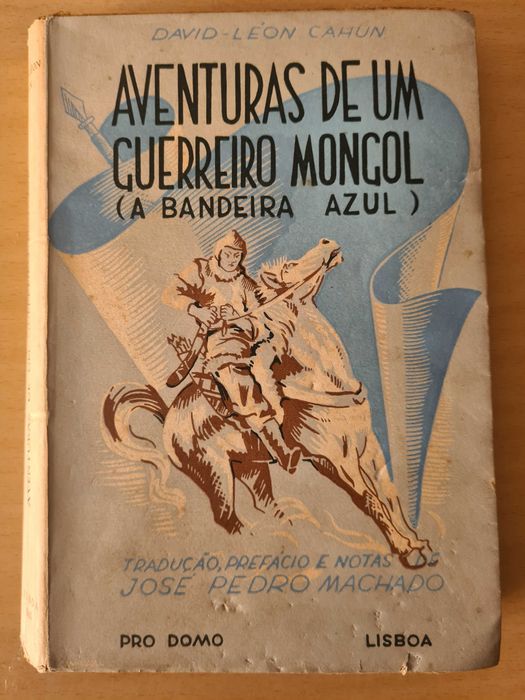 DAVID-LÉON CAHUN
AVENTURAS DE UM
GUERREIRO MONGOL
(A BANDEIRA AZUL)
TRADUÇÃO, PREFÁCIO E NOTAS DE
JOSÉ PEDRO MACHADO
PRO DOMO LISBOA